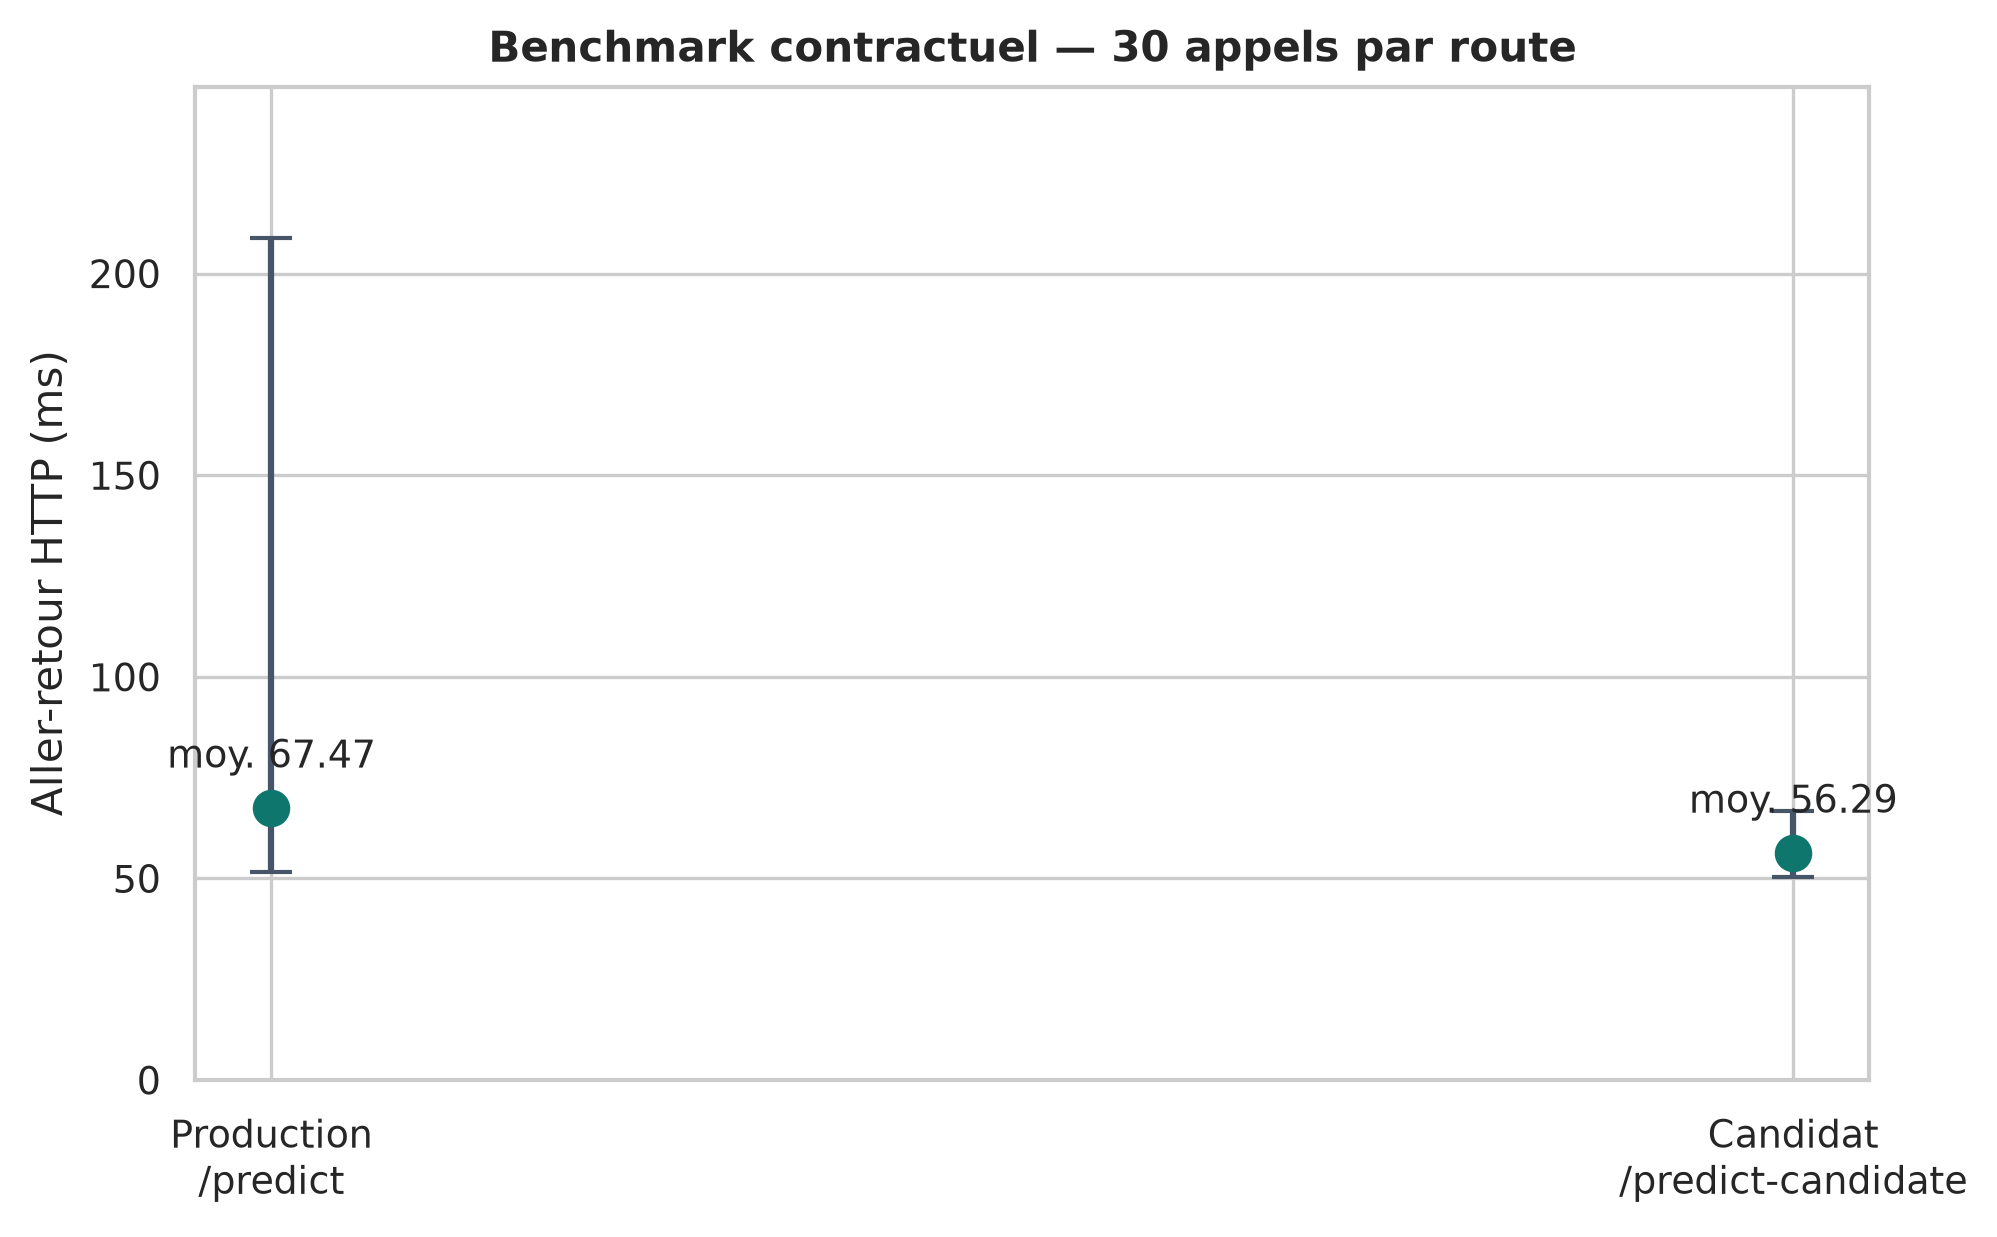 Benchmark contractuel — 30 appels par route
Aller-retour HTTP (ms)
200
150
100
50
0
moy. 67.47
moy. 56.29
Production
/predict
Candidat
/predict-candidate